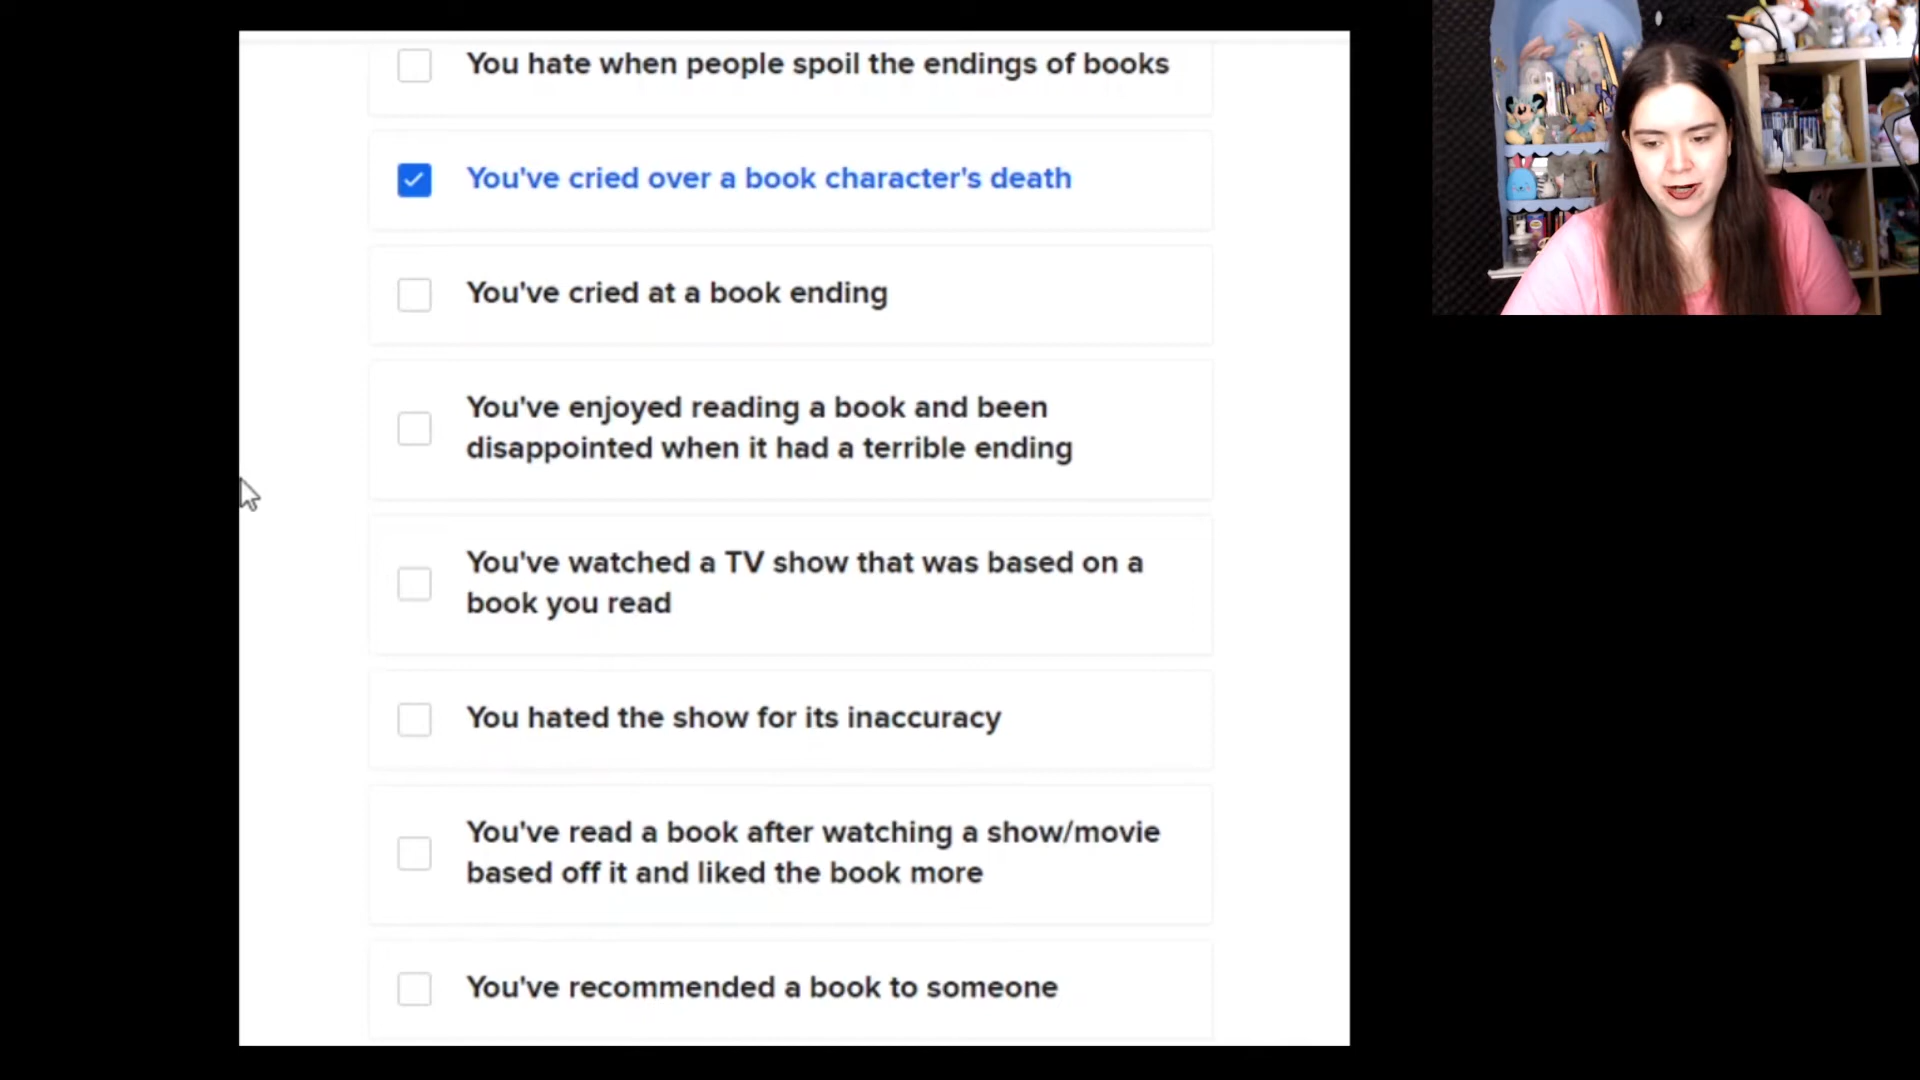 You hate when people spoil the endings of books
You've cried over a book character's death
You've cried at a book ending
You've enjoyed reading a book and been
disappointed when it had a terrible ending
You've watched a TV show that was based on a
book you read
You hated the show for its inaccuracy
You've read a book after watching a show/movie
based off it and liked the book more
You've recommended a book to someone